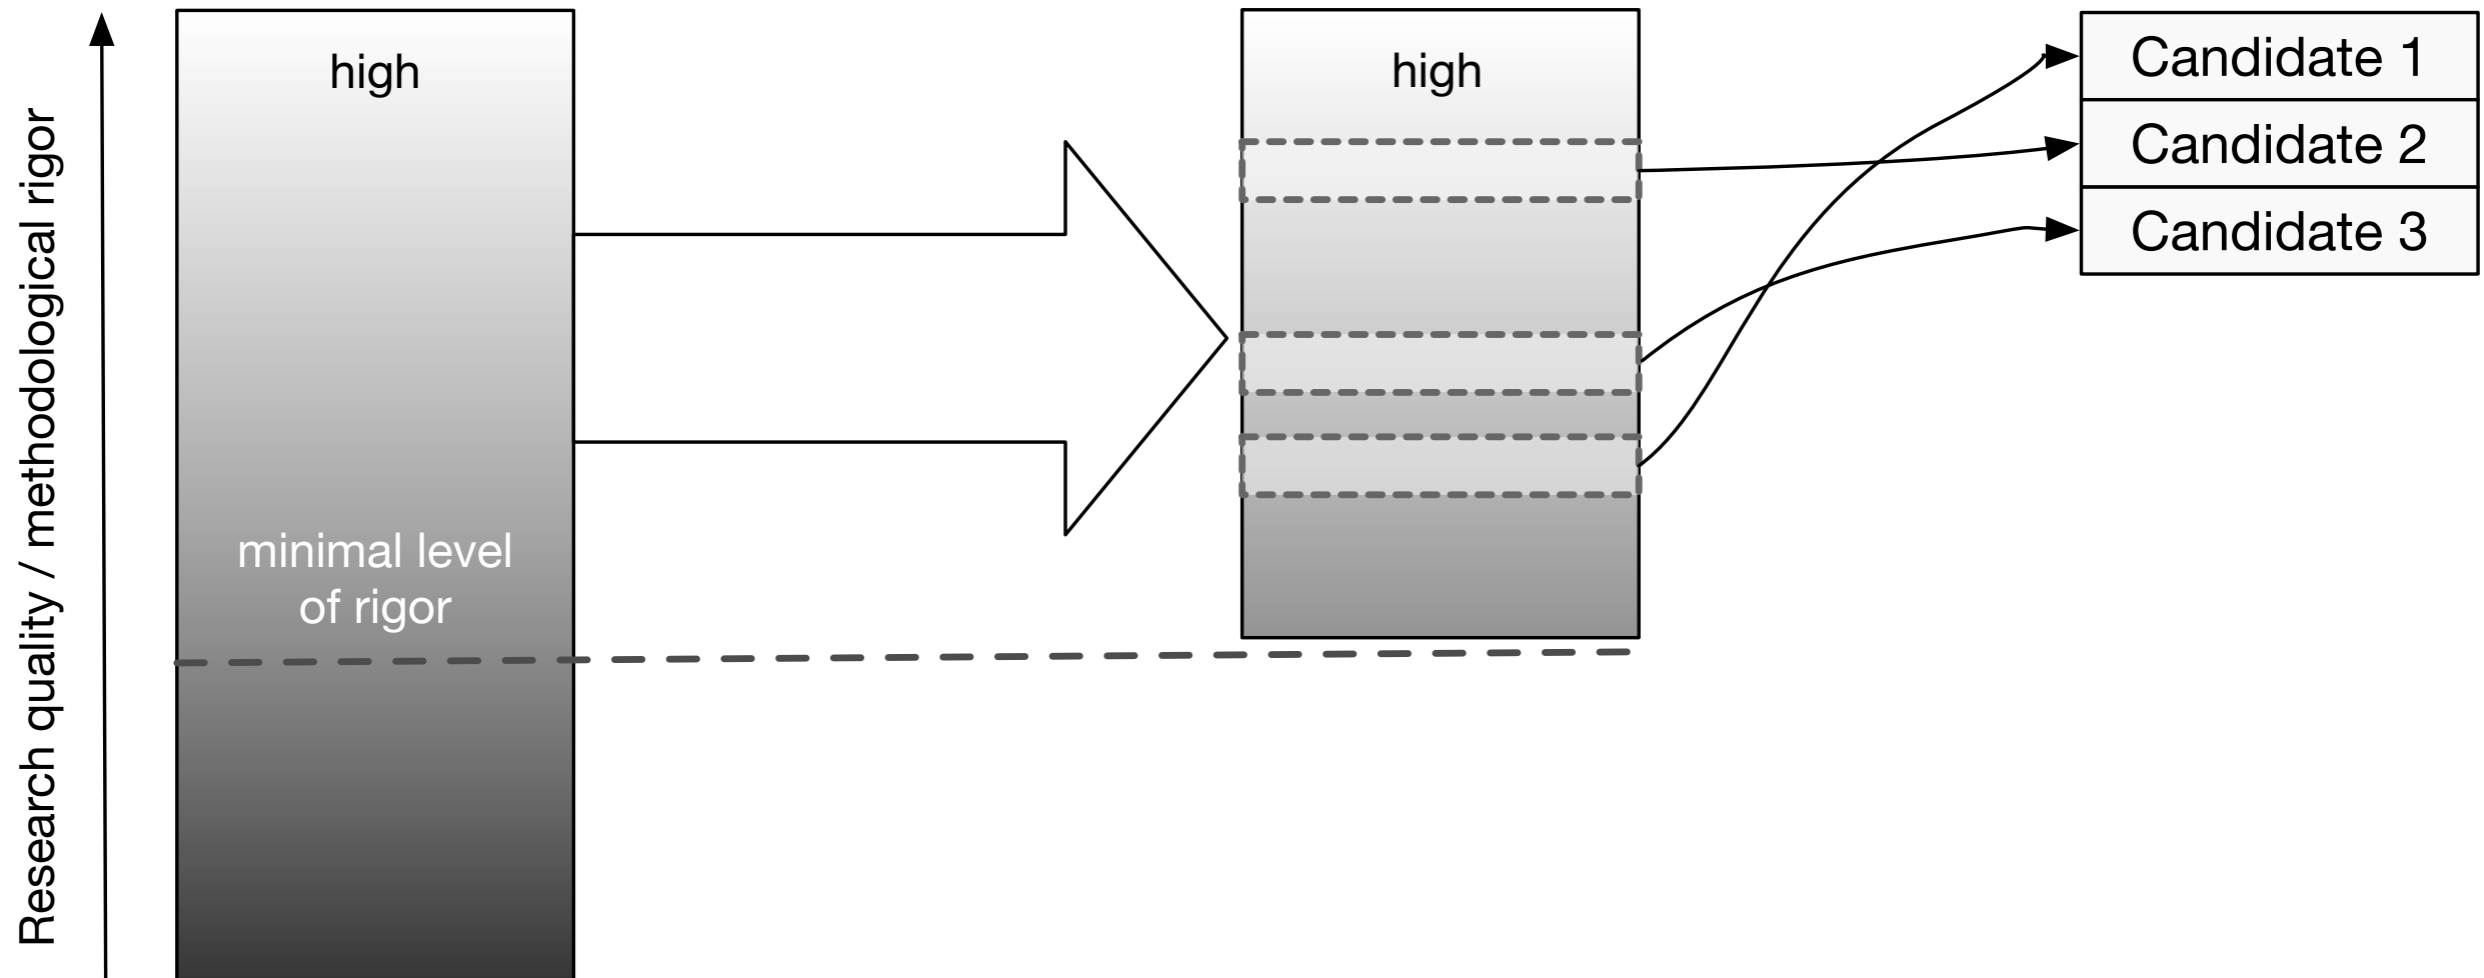 Research quality / methodological rigor
high
minimal level
of rigor
high
Candidate 1
Candidate 2
Candidate 3